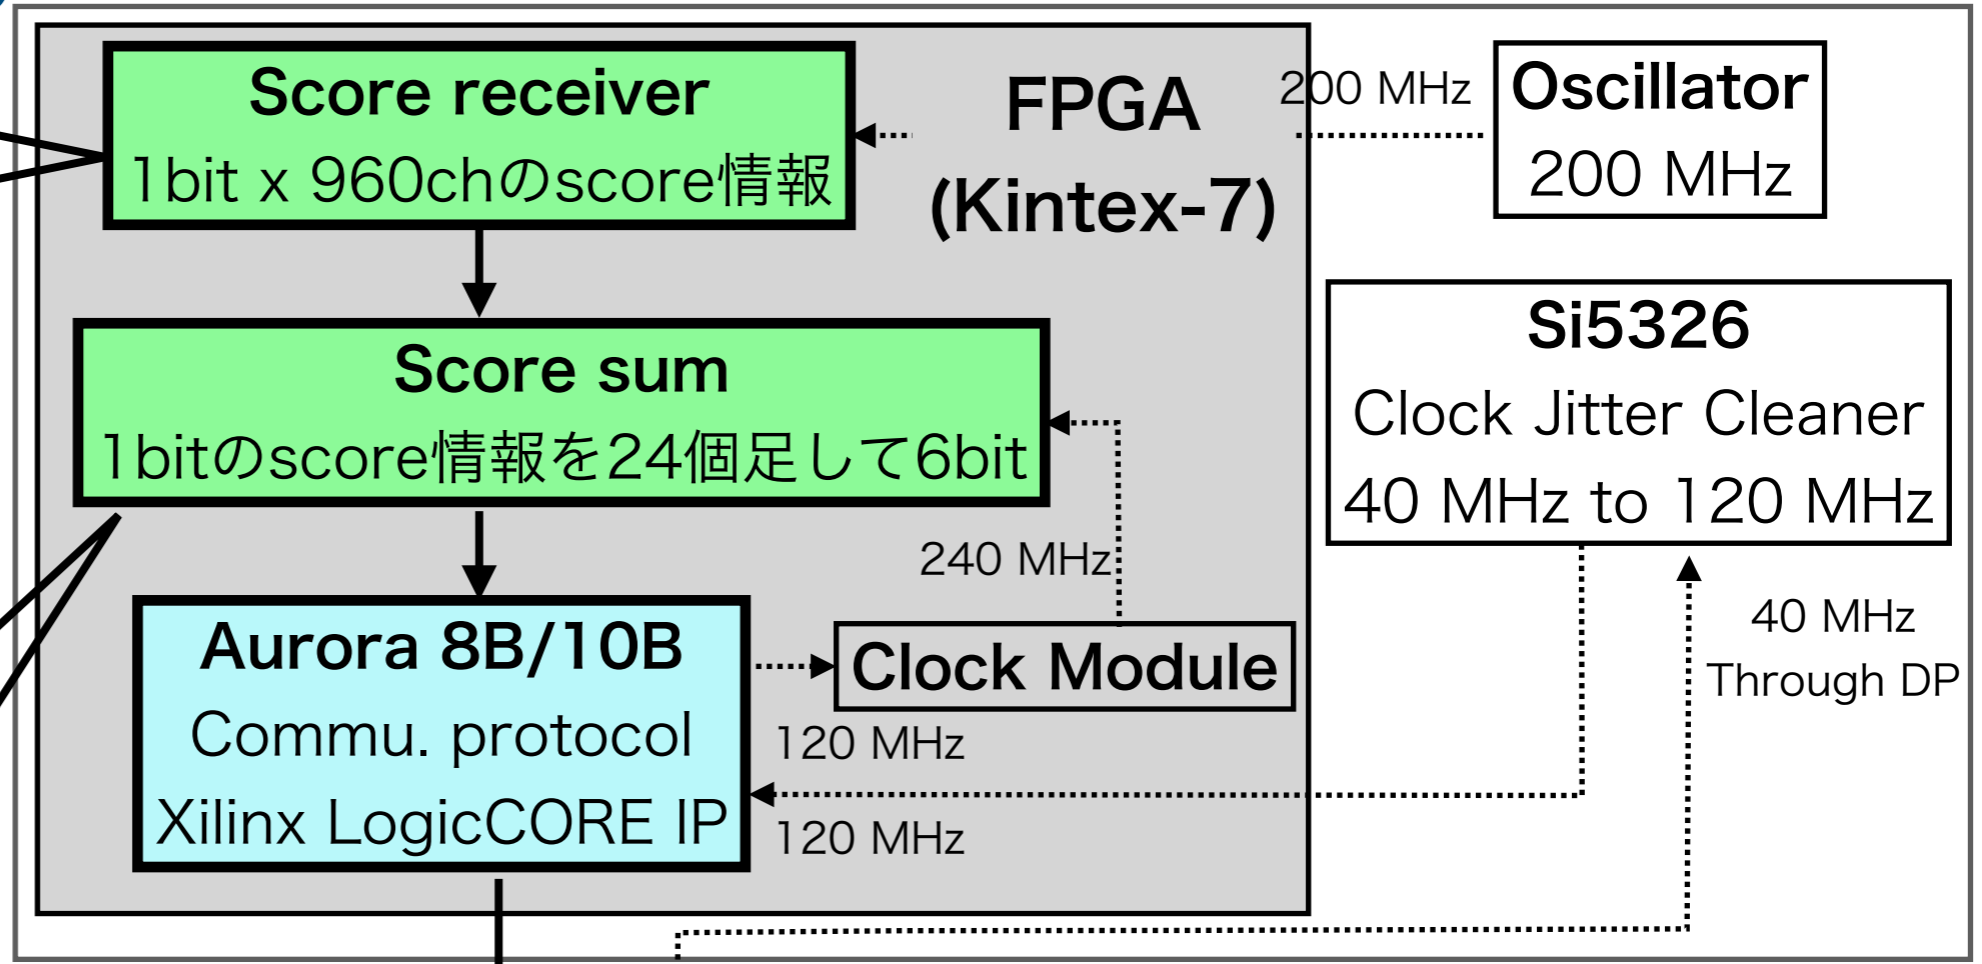 Score receiver
1bit x 960chのscore情報
FPGA
(Kintex-7)
200 MHz
Oscillator
200 MHz
Score sum
1bitのscore情報を24個足して6bit
Si5326
Clock Jitter Cleaner
40 MHz to 120 MHz
240 MHz
40 MHz
Through DP
Aurora 8B/10B
Commu. protocol
Xilinx LogicCORE IP
Clock Module
120 MHz
120 MHz